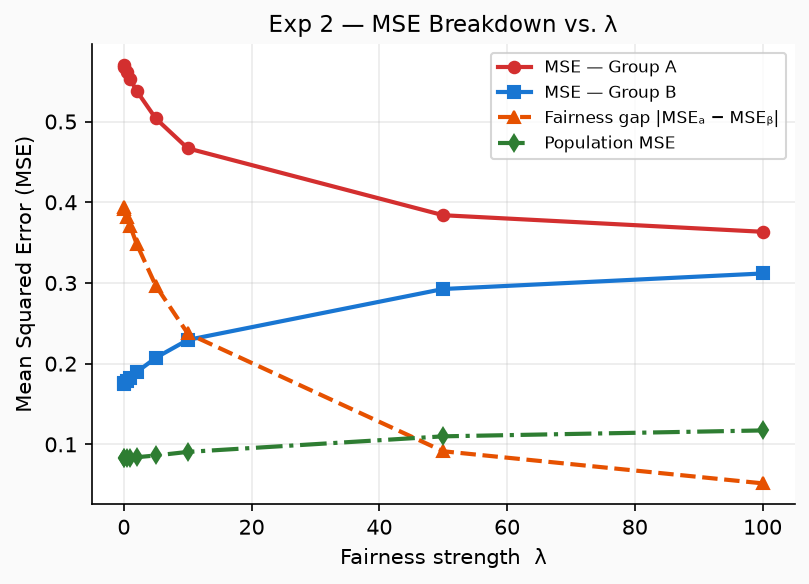 Exp 2 — MSE Breakdown vs. λ
MSE — Group A
MSE — Group B
Fairness gap |MSEₐ − MSEᵦ|
Population MSE
Mean Squared Error (MSE)
0.5
0.4
0.3
0.2
0.1
0 20 40 60 80 100
Fairness strength λ